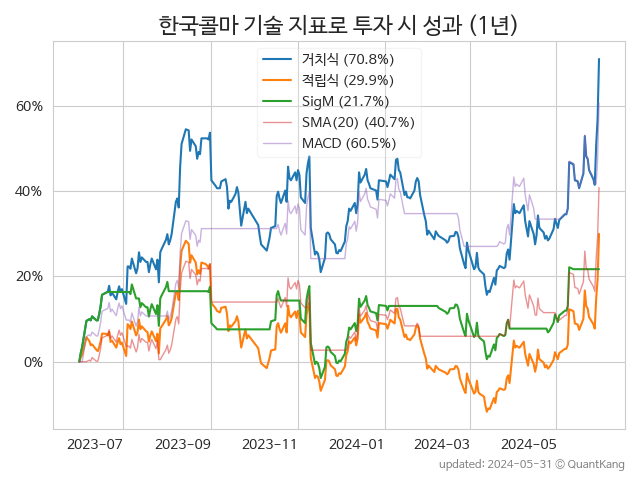 한국콜마 기술 지표로 투자 시 성과 (1년)
거치식 (70.8%)
적립식 (29.9%)
SigM (21.7%)
SMA(20) (40.7%)
MACD (60.5%)
60%
40%
20%
0%
2023-07 2023-09 2023-11 2024-01 2024-03 2024-05
updated: 2024-05-31 © QuantKang